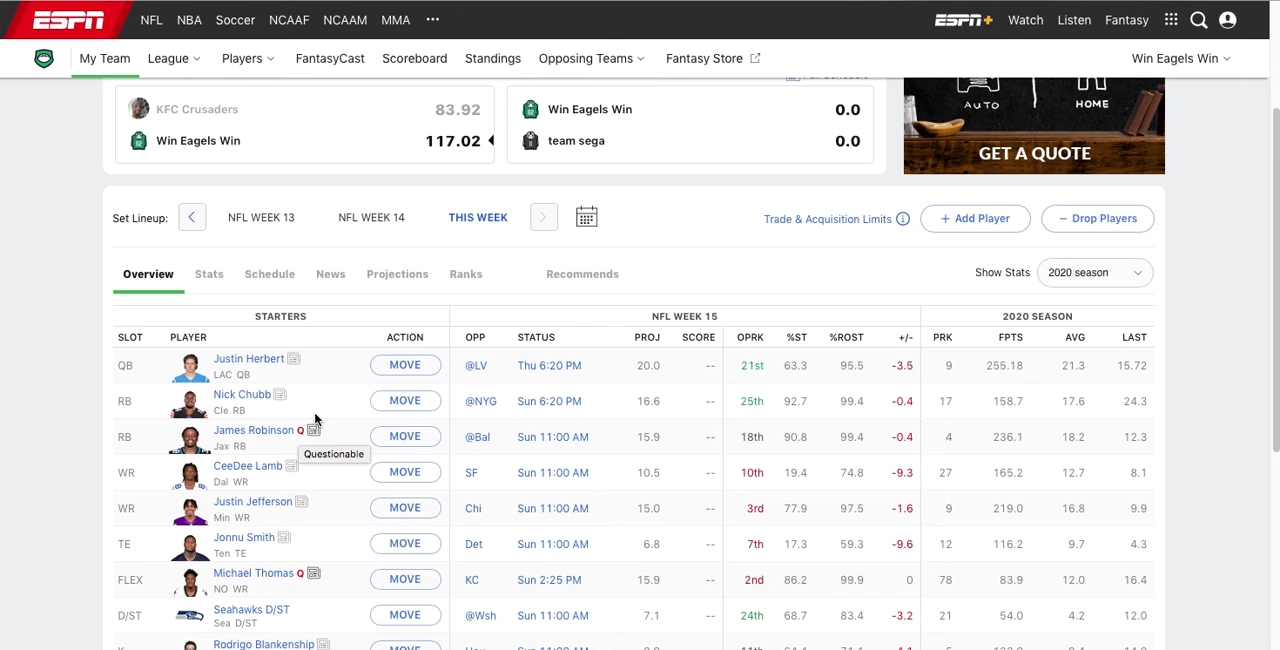 ESPN NFL NBA Soccer NCAAF NCAAM MMA ••• ESPN+ Watch Listen Fantasy
My Team League Players FantasyCast Scoreboard Standings Opposing Teams Fantasy Store Win Eagels Win
KFC Crusaders 83.92 Win Eagels Win 0.0
Win Eagels Win 117.02 team sega 0.0
AUTO HOME
GET A QUOTE
Set Lineup: NFL WEEK 13 NFL WEEK 14 THIS WEEK Trade & Acquisition Limits + Add Player − Drop Players
Overview Stats Schedule News Projections Ranks Recommends Show Stats 2020 season
STARTERS NFL WEEK 15 2020 SEASON
SLOT PLAYER ACTION OPP STATUS PROJ SCORE OPRK %ST %ROST +/- PRK FPTS AVG LAST
QB Justin Herbert LAC QB MOVE @LV Thu 6:20 PM 20.0 -- 21st 63.3 95.5 -3.5 9 255.18 21.3 15.72
RB Nick Chubb Cle RB MOVE @NYG Sun 6:20 PM 16.6 -- 25th 92.7 99.4 -0.4 17 158.7 17.6 24.3
RB James Robinson Q Jax RB MOVE @Bal Sun 11:00 AM 15.9 -- 18th 90.8 99.4 -0.4 4 236.1 18.2 12.3
Questionable
WR CeeDee Lamb Dal WR MOVE SF Sun 11:00 AM 10.5 -- 10th 19.4 74.8 -9.3 27 165.2 12.7 8.1
WR Justin Jefferson Min WR MOVE Chi Sun 11:00 AM 15.0 -- 3rd 77.9 97.5 -1.6 9 219.0 16.8 9.9
TE Jonnu Smith Ten TE MOVE Det Sun 11:00 AM 6.8 -- 7th 17.3 59.3 -9.6 12 116.2 9.7 4.3
FLEX Michael Thomas Q NO WR MOVE KC Sun 2:25 PM 15.9 -- 2nd 86.2 99.9 0 78 83.9 12.0 16.4
D/ST Seahawks D/ST Sea D/ST MOVE @Wsh Sun 11:00 AM 7.1 -- 24th 68.7 83.4 -3.2 21 54.0 4.2 12.0
Rodrigo Blankenship